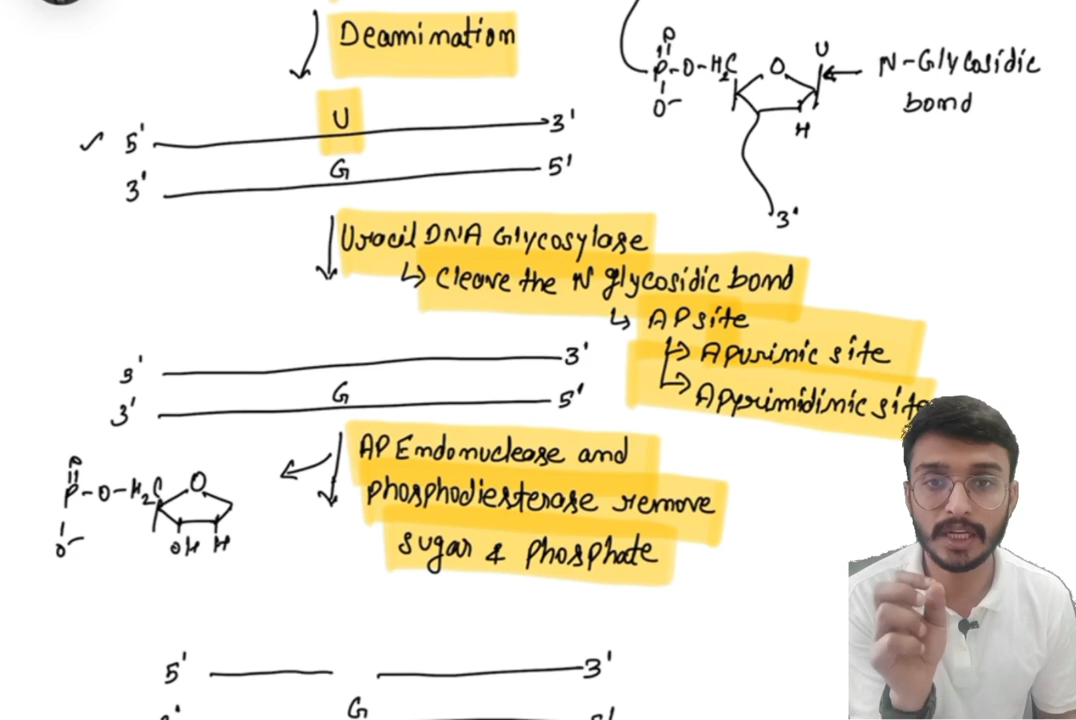 Deamination
U
5' 3'
G
3' 5'
P
P-O-H2C O U
O-
H
3'
N-Glycosidic
bond
Uracil DNA Glycosylase
↳ Cleave the N glycosidic bond
↳ AP site
↳ Apurinic site
↳ Apyrimidinic site
3' 3'
G
3' 5'
AP Endonuclease and
phosphodiesterase remove
sugar & phosphate
P
P-O-H2C O
O-
OH H
5' 3'
G